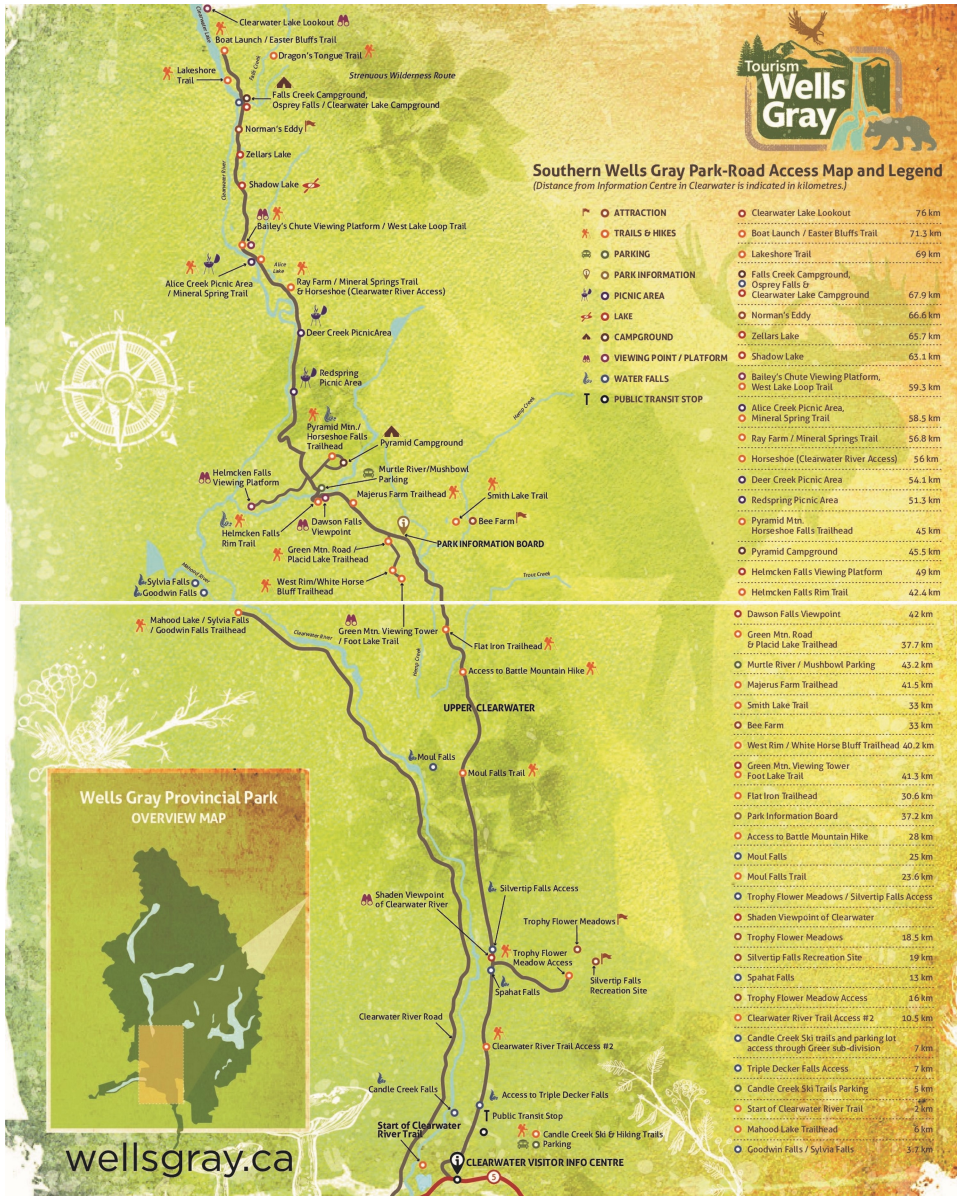 Clearwater Lake
Clearwater Lake Lookout
Boat Launch / Easter Bluffs Trail
Dragon's Tongue Trail
Falls Creek
Lakeshore
Trail
Strenuous Wilderness Route
Falls Creek Campground,
Osprey Falls / Clearwater Lake Campground
Norman's Eddy
Zellars Lake
Clearwater River
Shadow Lake
Bailey's Chute Viewing Platform / West Lake Loop Trail
Alice
Lake
Alice Creek Picnic Area
/ Mineral Spring Trail
Ray Farm / Mineral Springs Trail
& Horseshoe (Clearwater River Access)
Deer Creek PicnicArea
Redspring
Picnic Area
N
E
S
W
Hemp Creek
Pyramid Mtn./
Horseshoe Falls
Trailhead
Pyramid Campground
Helmcken Falls
Viewing Platform
Murtle River/Mushbowl
Parking
Majerus Farm Trailhead
Smith Lake Trail
Bee Farm
Helmcken Falls
Rim Trail
Dawson Falls
Viewpoint
i
PARK INFORMATION BOARD
Green Mtn. Road /
Placid Lake Trailhead
Mahood River
Sylvia Falls
Goodwin Falls
West Rim/White Horse
Bluff Trailhead
Trout Creek
Mahood Lake / Sylvia Falls
/ Goodwin Falls Trailhead
Clearwater River
Green Mtn. Viewing Tower
/ Foot Lake Trail
Flat Iron Trailhead
Hemp Creek
Access to Battle Mountain Hike
UPPER CLEARWATER
Moul Falls
Moul Falls Trail
Silvertip Falls Access
Shaden Viewpoint
of Clearwater River
Trophy Flower Meadows
Trophy Flower
Meadow Access
Silvertip Falls
Recreation Site
Spahat Falls
Clearwater River Road
Clearwater River Trail Access #2
Candle Creek Falls
Access to Triple Decker Falls
Public Transit Stop
Start of Clearwater
River Trail
Candle Creek Ski & Hiking Trails
Parking
i
CLEARWATER VISITOR INFO CENTRE
5
Wells Gray Provincial Park
OVERVIEW MAP
wellsgray.ca
Tourism
Wells
Gray
Southern Wells Gray Park-Road Access Map and Legend
(Distance from Information Centre in Clearwater is indicated in kilometres.)
ATTRACTION
TRAILS & HIKES
PARKING
PARK INFORMATION
PICNIC AREA
LAKE
CAMPGROUND
VIEWING POINT / PLATFORM
WATER FALLS
PUBLIC TRANSIT STOP
Clearwater Lake Lookout 76 km
Boat Launch / Easter Bluffs Trail 71.3 km
Lakeshore Trail 69 km
Falls Creek Campground,
Osprey Falls &
Clearwater Lake Campground 67.9 km
Norman's Eddy 66.6 km
Zellars Lake 65.7 km
Shadow Lake 63.1 km
Bailey's Chute Viewing Platform,
West Lake Loop Trail 59.3 km
Alice Creek Picnic Area,
Mineral Spring Trail 58.5 km
Ray Farm / Mineral Springs Trail 56.8 km
Horseshoe (Clearwater River Access) 56 km
Deer Creek Picnic Area 54.1 km
Redspring Picnic Area 51.3 km
Pyramid Mtn.
Horseshoe Falls Trailhead 45 km
Pyramid Campground 45.5 km
Helmcken Falls Viewing Platform 49 km
Helmcken Falls Rim Trail 42.4 km
Dawson Falls Viewpoint 42 km
Green Mtn. Road
& Placid Lake Trailhead 37.7 km
Murtle River / Mushbowl Parking 43.2 km
Majerus Farm Trailhead 41.5 km
Smith Lake Trail 33 km
Bee Farm 33 km
West Rim / White Horse Bluff Trailhead 40.2 km
Green Mtn. Viewing Tower
Foot Lake Trail 41.3 km
Flat Iron Trailhead 30.6 km
Park Information Board 37.2 km
Access to Battle Mountain Hike 28 km
Moul Falls 25 km
Moul Falls Trail 23.6 km
Trophy Flower Meadows / Silvertip Falls Access
Shaden Viewpoint of Clearwater
Trophy Flower Meadows 18.5 km
Silvertip Falls Recreation Site 19 km
Spahat Falls 13 km
Trophy Flower Meadow Access 16 km
Clearwater River Trail Access #2 10.5 km
Candle Creek Ski trails and parking lot
access through Greer sub-division 7 km
Triple Decker Falls Access 7 km
Candle Creek Ski Trails Parking 5 km
Start of Clearwater River Trail 2 km
Mahood Lake Trailhead 6 km
Goodwin Falls / Sylvia Falls 3.7 km